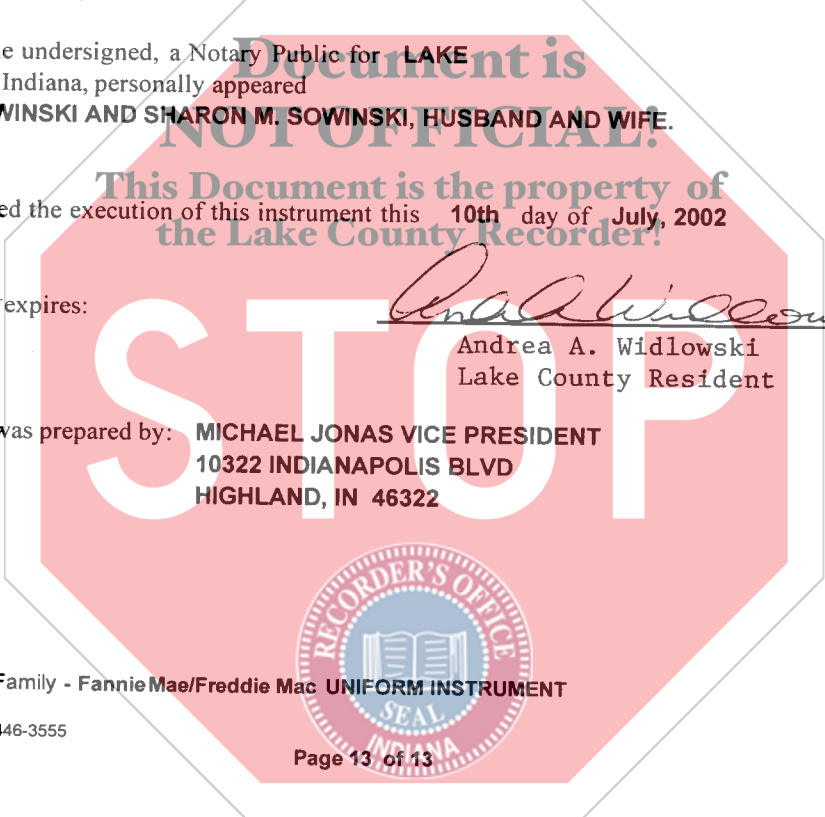 Document is
e undersigned, a Notary Public for LAKE
Indiana, personally appeared
WINSKI AND SHARON M. SOWINSKI, HUSBAND AND WIFE.
NOT OFFICIAL!
This Document is the property of
ed the execution of this instrument this 10th day of July, 2002
the Lake County Recorder!
expires:
STOP
Andrea A. Widlowski
Lake County Resident
was prepared by: MICHAEL JONAS VICE PRESIDENT
10322 INDIANAPOLIS BLVD
HIGHLAND, IN 46322
RECORDER'S OFFICE
Family - Fannie Mae/Freddie Mac UNIFORM INSTRUMENT
SEAL
446-3555
INDIANA
Page 13 of 13